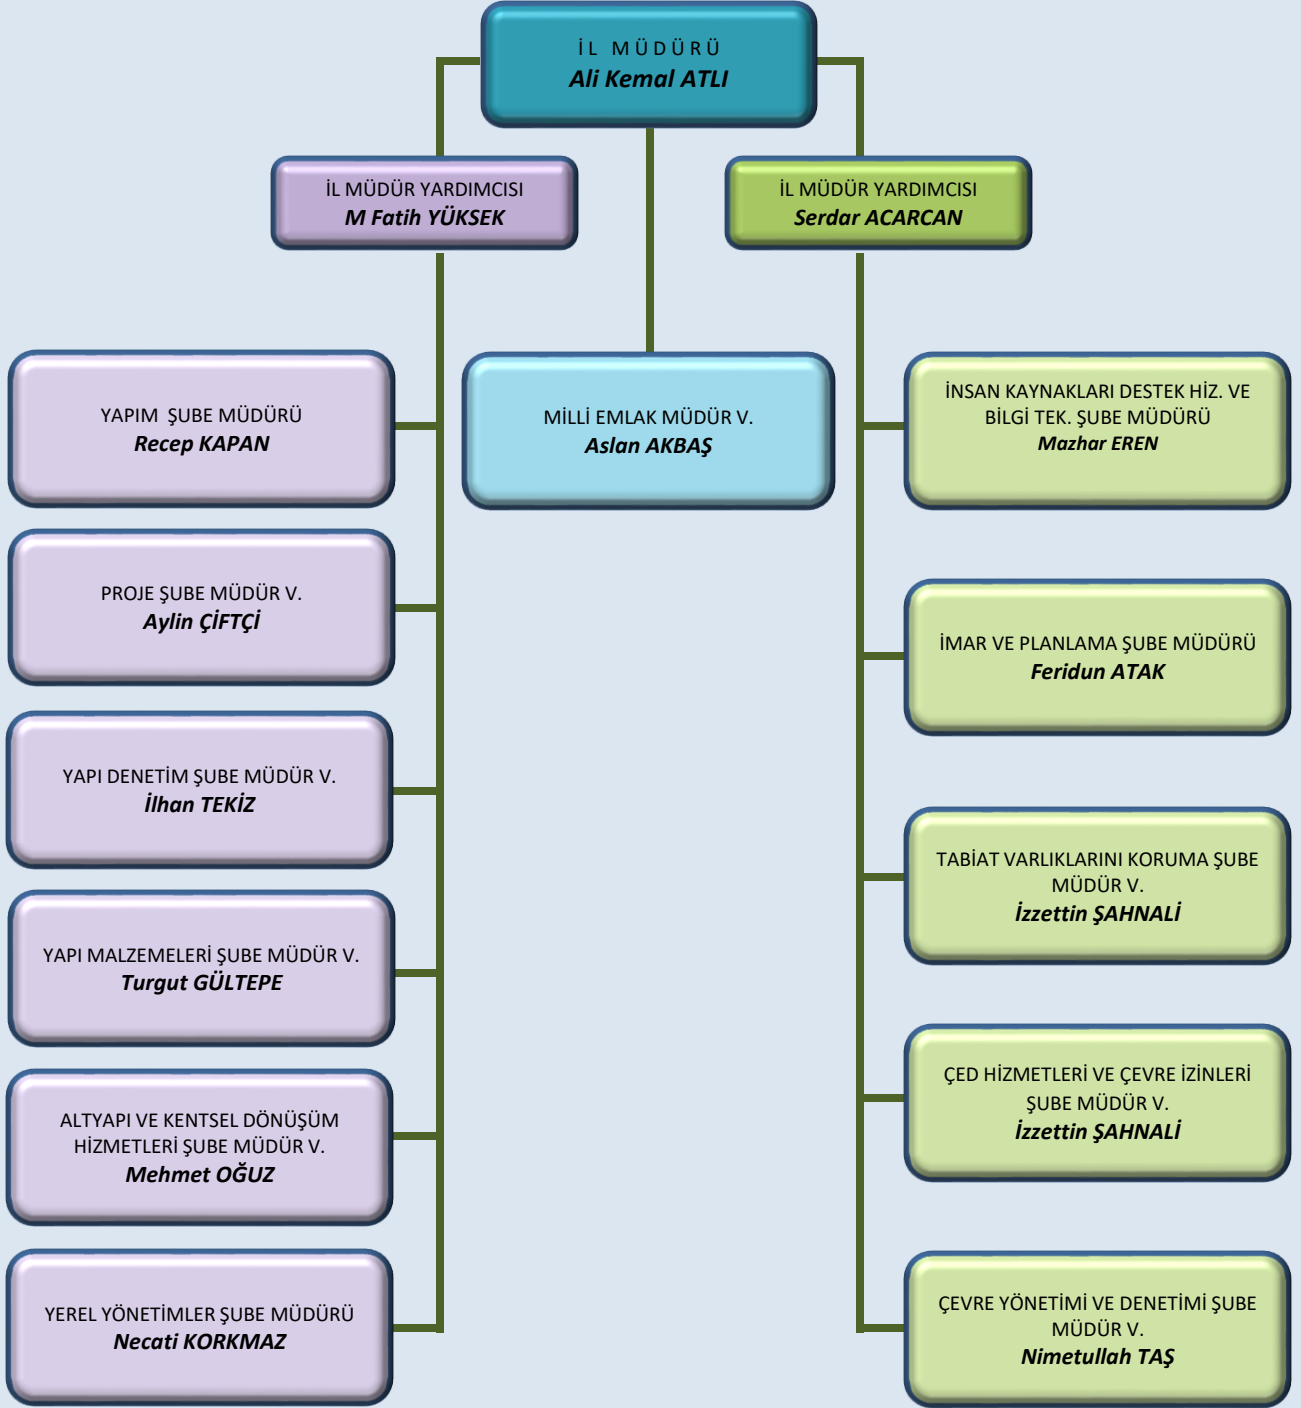 İL MÜDÜRÜ
Ali Kemal ATLI
İL MÜDÜR YARDIMCISI
M Fatih YÜKSEK
İL MÜDÜR YARDIMCISI
Serdar ACARCAN
YAPIM ŞUBE MÜDÜRÜ
Recep KAPAN
PROJE ŞUBE MÜDÜR V.
Aylin ÇİFTÇİ
YAPI DENETİM ŞUBE MÜDÜR V.
İlhan TEKİZ
YAPI MALZEMELERİ ŞUBE MÜDÜR V.
Turgut GÜLTEPE
ALTYAPI VE KENTSEL DÖNÜŞÜM
HİZMETLERİ ŞUBE MÜDÜR V.
Mehmet OĞUZ
YEREL YÖNETİMLER ŞUBE MÜDÜRÜ
Necati KORKMAZ
MİLLİ EMLAK MÜDÜR V.
Aslan AKBAŞ
İNSAN KAYNAKLARI DESTEK HİZ. VE
BİLGİ TEK. ŞUBE MÜDÜRÜ
Mazhar EREN
İMAR VE PLANLAMA ŞUBE MÜDÜRÜ
Feridun ATAK
TABİAT VARLIKLARINI KORUMA ŞUBE
MÜDÜR V.
İzzettin ŞAHNALİ
ÇED HİZMETLERİ VE ÇEVRE İZİNLERİ
ŞUBE MÜDÜR V.
İzzettin ŞAHNALİ
ÇEVRE YÖNETİMİ VE DENETİMİ ŞUBE
MÜDÜR V.
Nimetullah TAŞ